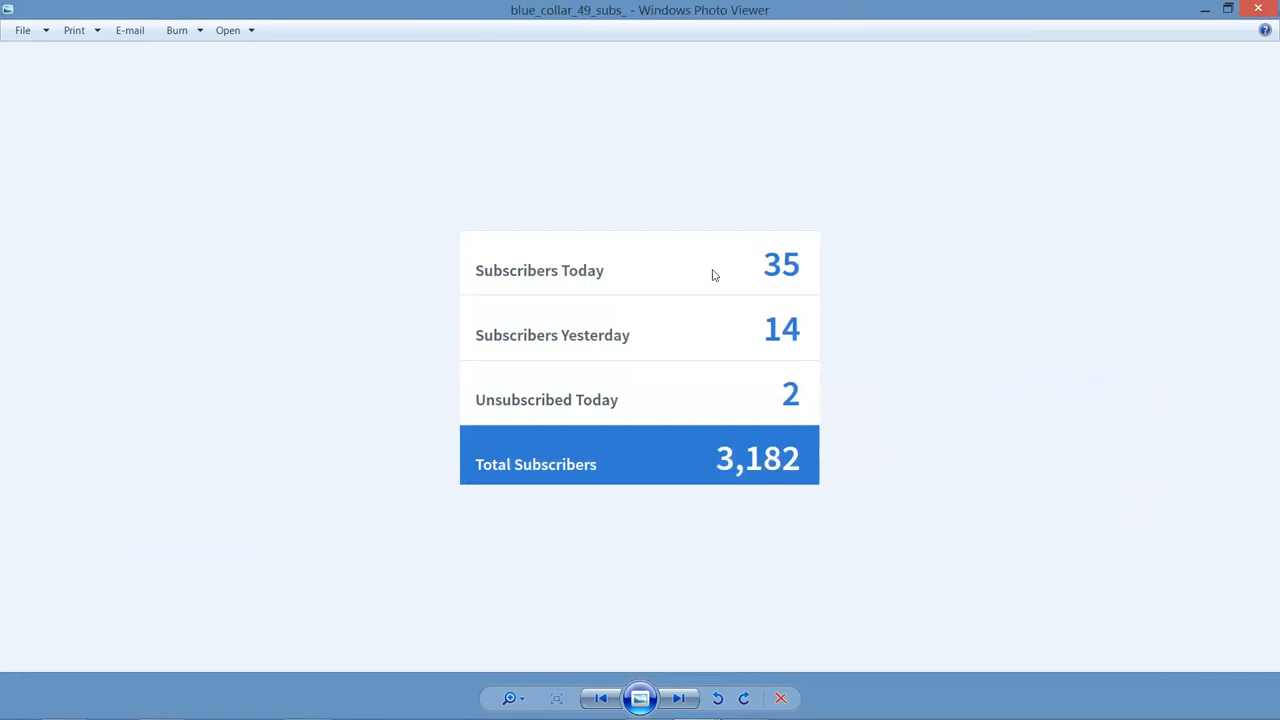 blue_collar_49_subs_ - Windows Photo Viewer
File Print E-mail Burn Open
Subscribers Today 35
Subscribers Yesterday 14
Unsubscribed Today 2
Total Subscribers 3,182